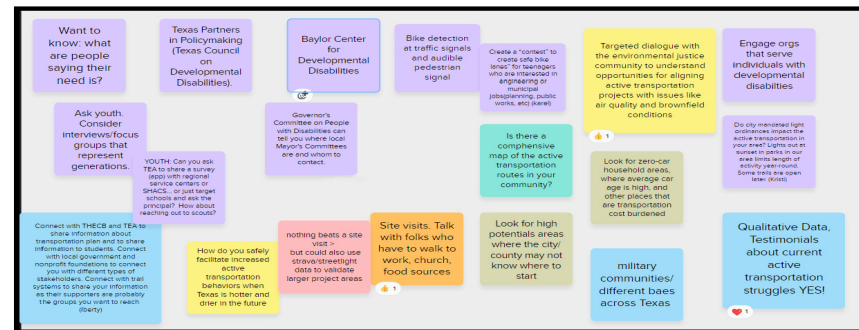 Want to
know: what
are people
saying their
need is?
Texas Partners
in Policymaking
(Texas Council
on
Developmental
Disabilities).
Baylor Center
for
Developmental
Disabilities
Bike detection
at traffic signals
and audible
pedestrian
signal
Create a "contest" to
create safe bike
lanes" for teenagers
who are interested in
engineering or
municipal
jobs(planning, public
works, etc) (karel)
Targeted dialogue with
the environmental justice
community to understand
opportunities for aligning
active transportation
projects with issues like
air quality and brownfield
conditions
1
Engage orgs
that serve
individuals with
developmental
disabilties
Ask youth.
Consider
interviews/focus
groups that
represent
generations.
YOUTH: Can you ask
TEA to share a survey
(app) with regional
service centers or
SHACS... or just target
schools and ask the
principal? How about
reaching out to scouts?
Governor's
Committee on People
with Disabilities can
tell you where local
Mayor's Committees
are and whom to
contact.
Is there a
comphensive
map of the active
transportation
routes in your
community?
Look for zero-car
household areas,
where average car
age is high, and
other places that
are transportation
cost burdened
Do city mandated light
ordinances impact the
active transportation in
your area? Lights out at
sunset in parks in our
area limits length of
activity year-round.
Some trails are open
later (Kristi)
Connect with THECB and TEA to
share information about
transportation plan and to share
information to students. Connect
with local government and
nonprofit foundations to connect
you with different types of
stakeholders. Connect with trail
systems to share your information
as their supporters are probably
the groups you want to reach
(liberty)
How do you safely
facilitate increased
active
transportation
behaviors when
Texas is hotter and
drier in the future
nothing beats a site
visit >
but could also use
strava/streetlight
data to validate
larger project areas
Site visits. Talk
with folks who
have to walk to
work, church,
food sources
1
Look for high
potentials areas
where the city/
county may not
know where to
start
military
communities/
different baes
across Texas
Qualitative Data,
Testimonials
about current
active
transportation
struggles YES!
1